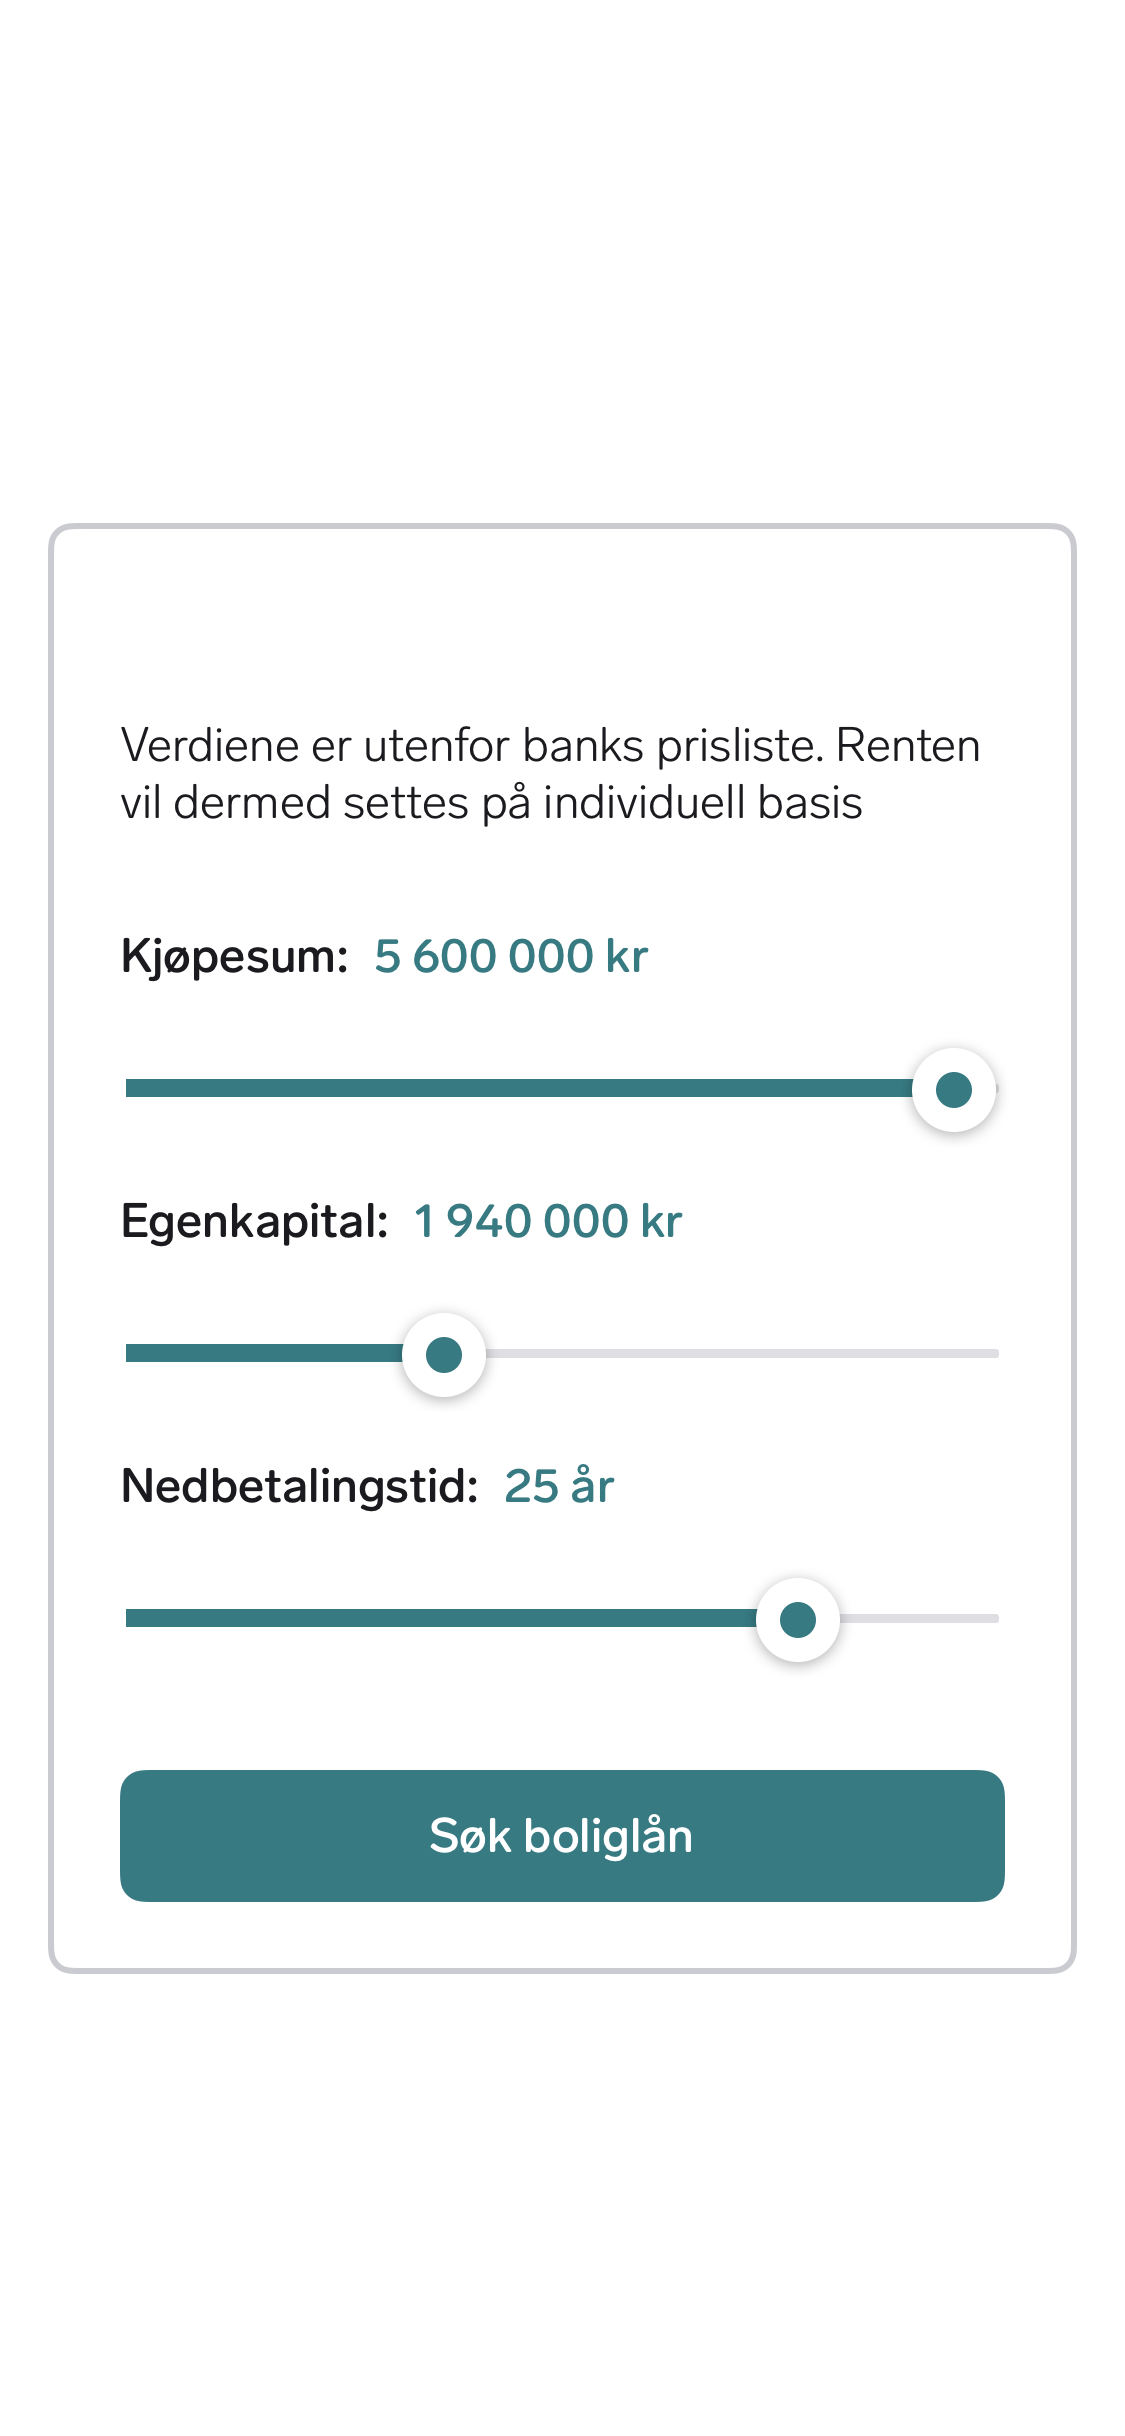 Verdiene er utenfor banks prisliste. Renten
vil dermed settes på individuell basis
Kjøpesum: 5 600 000 kr
Egenkapital: 1 940 000 kr
Nedbetalingstid: 25 år
Søk boliglån